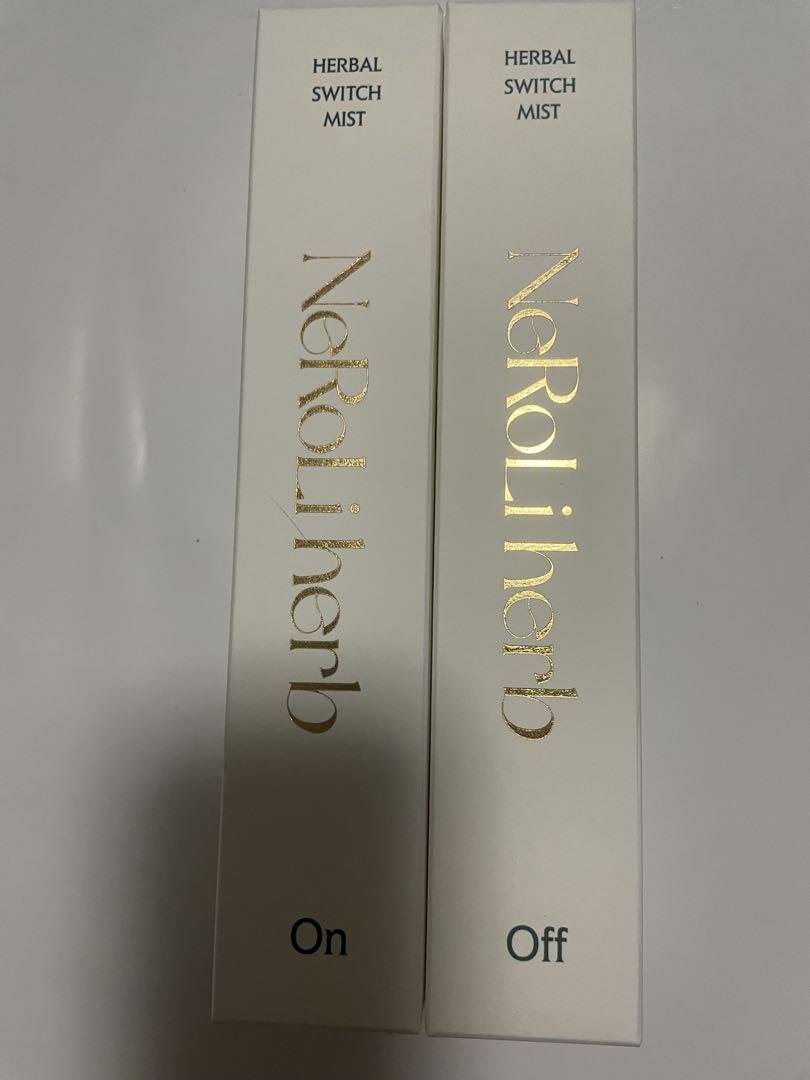 HERBAL
SWITCH
MIST
NeRoLi herb
On
HERBAL
SWITCH
MIST
NeRoLi herb
Off